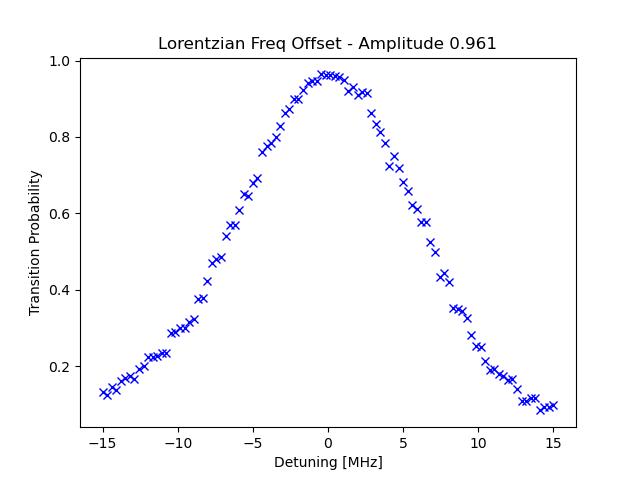 Lorentzian Freq Offset - Amplitude 0.961
Transition Probability
1.0
0.8
0.6
0.4
0.2
−15 −10 −5 0 5 10 15
Detuning [MHz]